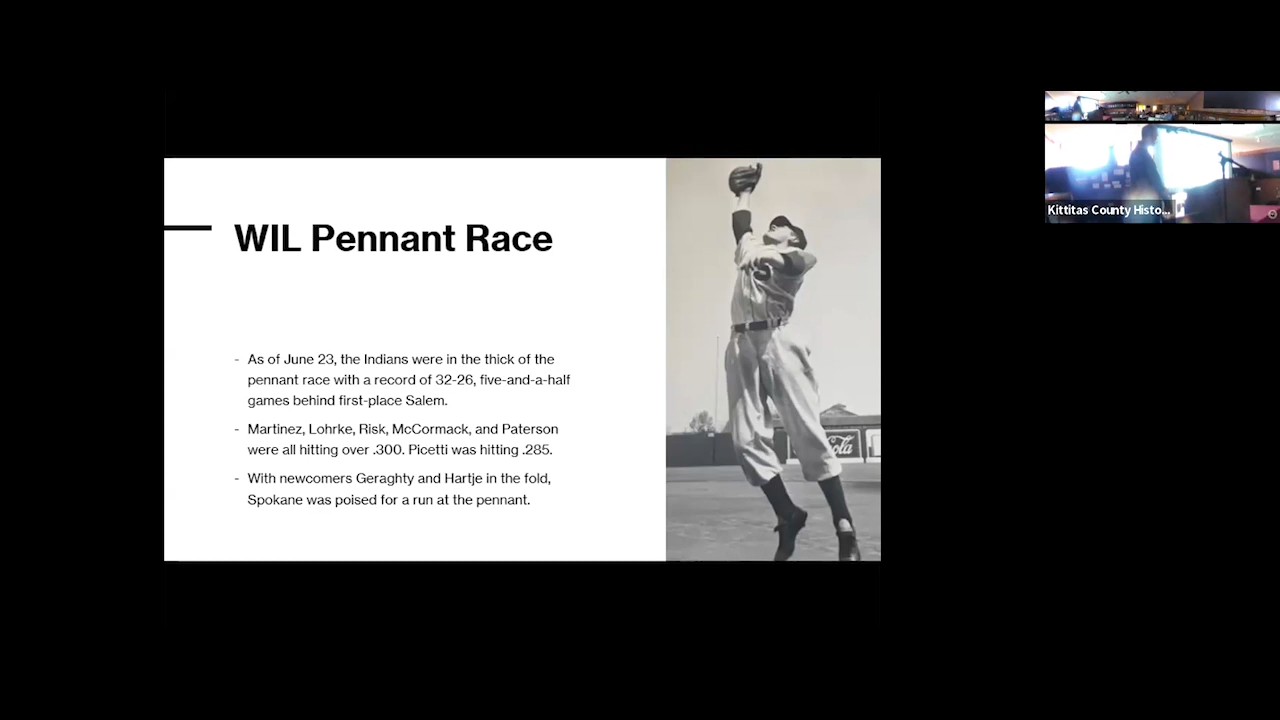 WIL Pennant Race
- As of June 23, the Indians were in the thick of the
pennant race with a record of 32-26, five-and-a-half
games behind first-place Salem.
- Martinez, Lohrke, Risk, McCormack, and Paterson
were all hitting over .300. Picetti was hitting .285.
- With newcomers Geraghty and Hartje in the fold,
Spokane was poised for a run at the pennant.
Cola
Kittitas County Histo...